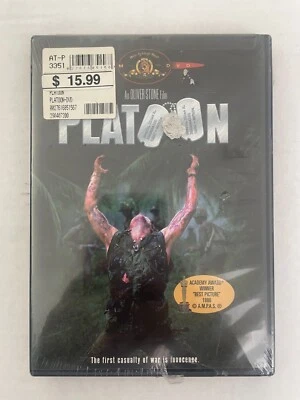 AT-P
3351
$ 15.99
PLATOON
PLATOON-DVD-
An OLIVER STONE Film
PLATOON
ACADEMY AWARD
WINNER
"BEST PICTURE"
1986
© A.M.P.A.S.
The first casualty of war is innocence.